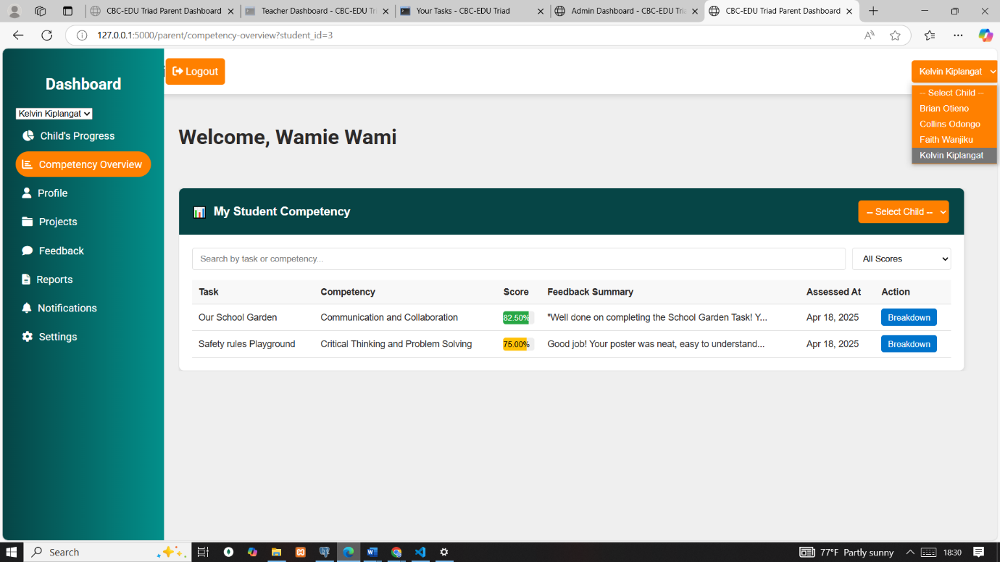 CBC-EDU Triad Parent Dashboard
Teacher Dashboard - CBC-EDU Tr
Your Tasks - CBC-EDU Triad
Admin Dashboard - CBC-EDU Tria
CBC-EDU Triad Parent Dashboard
127.0.0.1:5000/parent/competency-overview?student_id=3
Dashboard
Kelvin Kiplangat
Child's Progress
Competency Overview
Profile
Projects
Feedback
Reports
Notifications
Settings
Logout
Kelvin Kiplangat
-- Select Child --
Brian Otieno
Collins Odongo
Faith Wanjiku
Kelvin Kiplangat
Welcome, Wamie Wami
My Student Competency
-- Select Child --
Search by task or competency...
All Scores
Task Competency Score Feedback Summary Assessed At Action
Our School Garden Communication and Collaboration 82.50% "Well done on completing the School Garden Task! Y... Apr 18, 2025 Breakdown
Safety rules Playground Critical Thinking and Problem Solving 75.00% Good job! Your poster was neat, easy to understand... Apr 18, 2025 Breakdown
Search
77°F Partly sunny
18:30